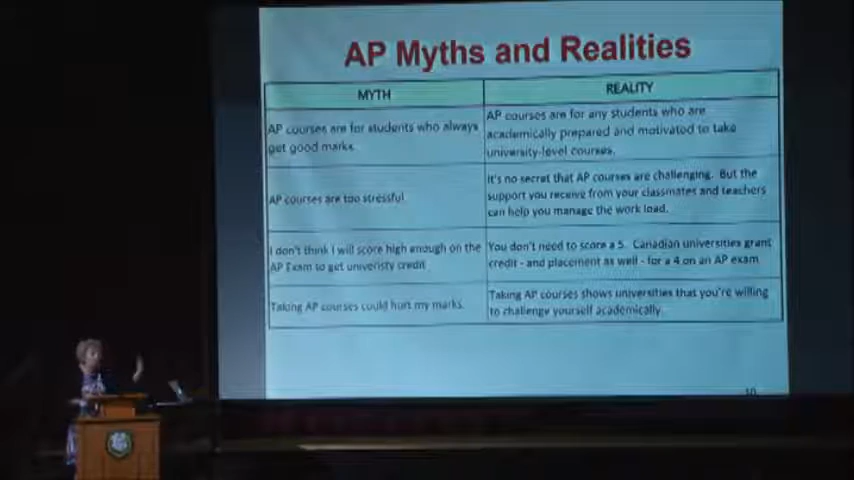 AP Myths and Realities
MYTH
REALITY
AP courses are for students who always
get good marks.
AP courses are for any students who are
academically prepared and motivated to take
university-level courses.
AP courses are too stressful.
It's no secret that AP courses are challenging. But the
support you receive from your classmates and teachers
can help you manage the work load.
I don't think I will score high enough on the
AP Exam to get univeristy credit
You don't need to score a 5. Canadian universities grant
credit - and placement as well - for a 4 on an AP exam
Taking AP courses could hurt my marks.
Taking AP courses shows universities that you're willing
to challenge yourself academically.
10